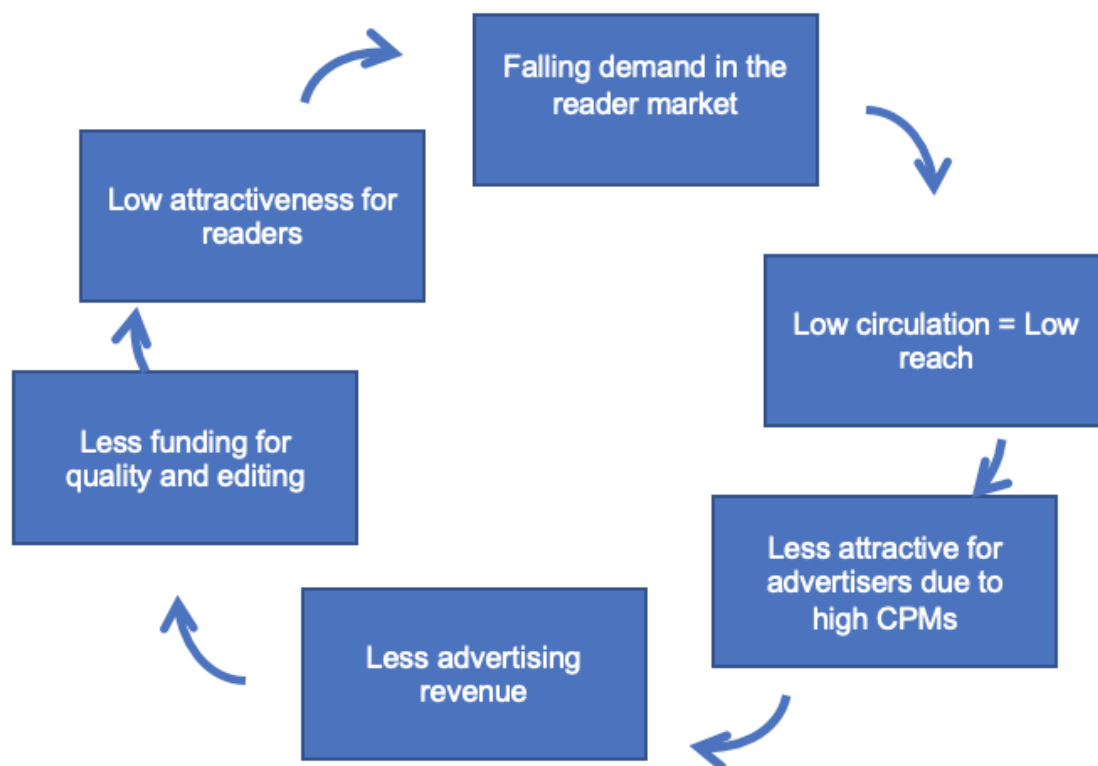 Falling demand in the
reader market
Low attractiveness for
readers
Low circulation = Low
reach
Less funding for
quality and editing
Less attractive for
advertisers due to
high CPMs
Less advertising
revenue